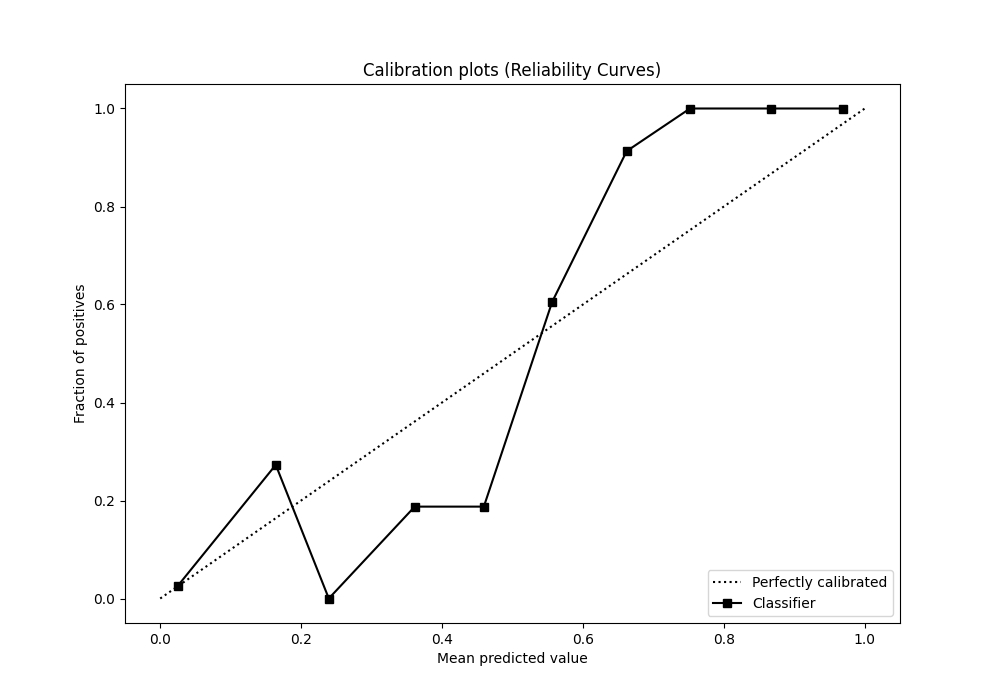 Calibration plots (Reliability Curves)
1.0
0.8
0.6
0.4
0.2
0.0
Fraction of positives
0.0 0.2 0.4 0.6 0.8 1.0
Mean predicted value
Perfectly calibrated
Classifier